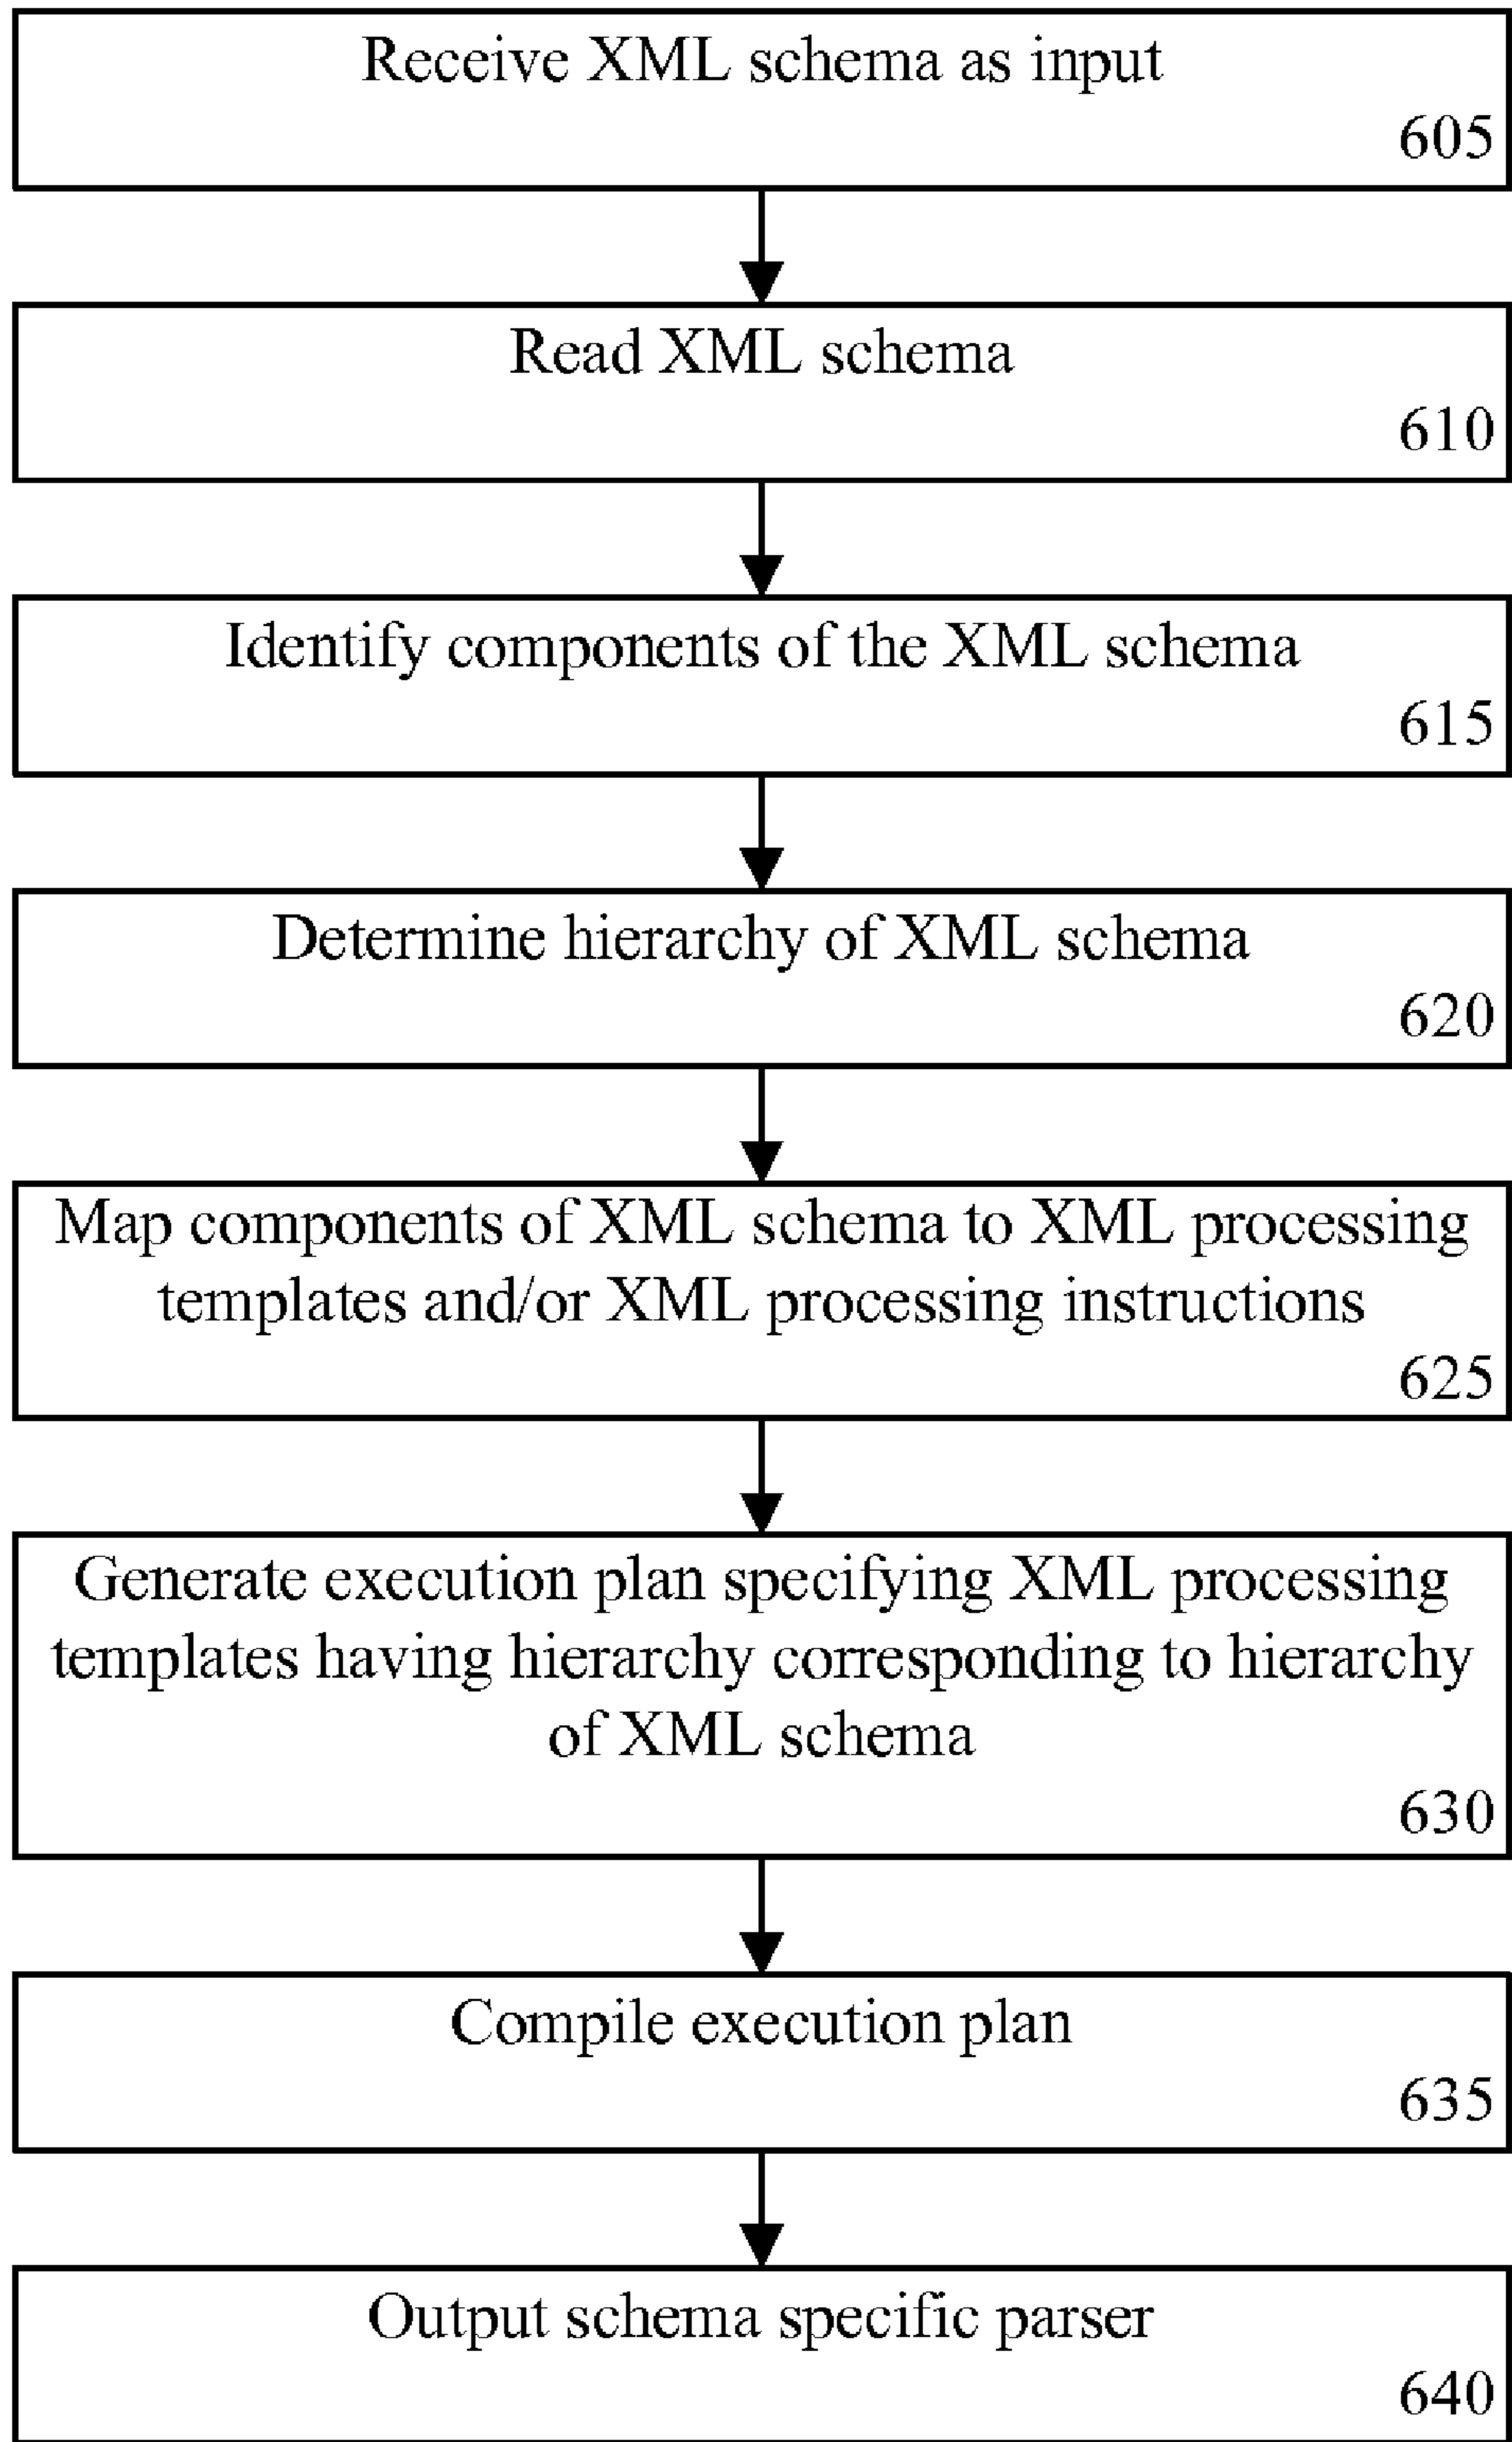 Receive XML schema as input
605
Read XML schema
610
Identify components of the XML schema
615
Determine hierarchy of XML schema
620
Map components of XML schema to XML processing
templates and/or XML processing instructions
625
Generate execution plan specifying XML processing
templates having hierarchy corresponding to hierarchy
of XML schema
630
Compile execution plan
635
Output schema specific parser
640